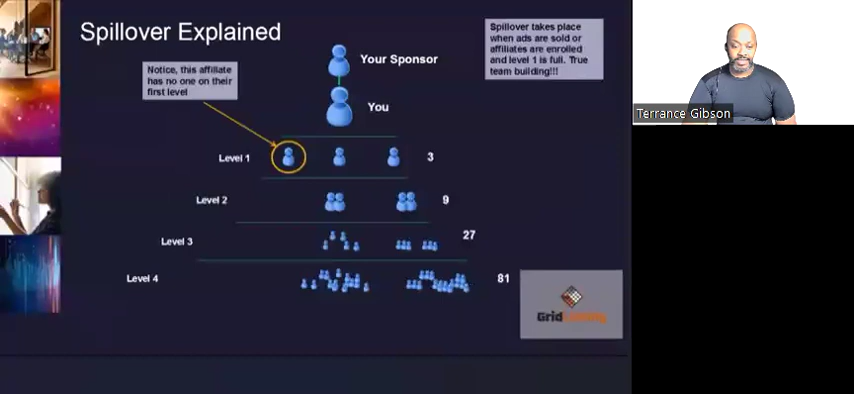 Spillover Explained
Your Sponsor
Spillover takes place
when ads are sold or
affiliates are enrolled
and level 1 is full. True
team building!!!
Notice, this affiliate
has no one on their
first level
You
Terrance Gibson
Level 1
3
Level 2
9
Level 3
27
Level 4
81